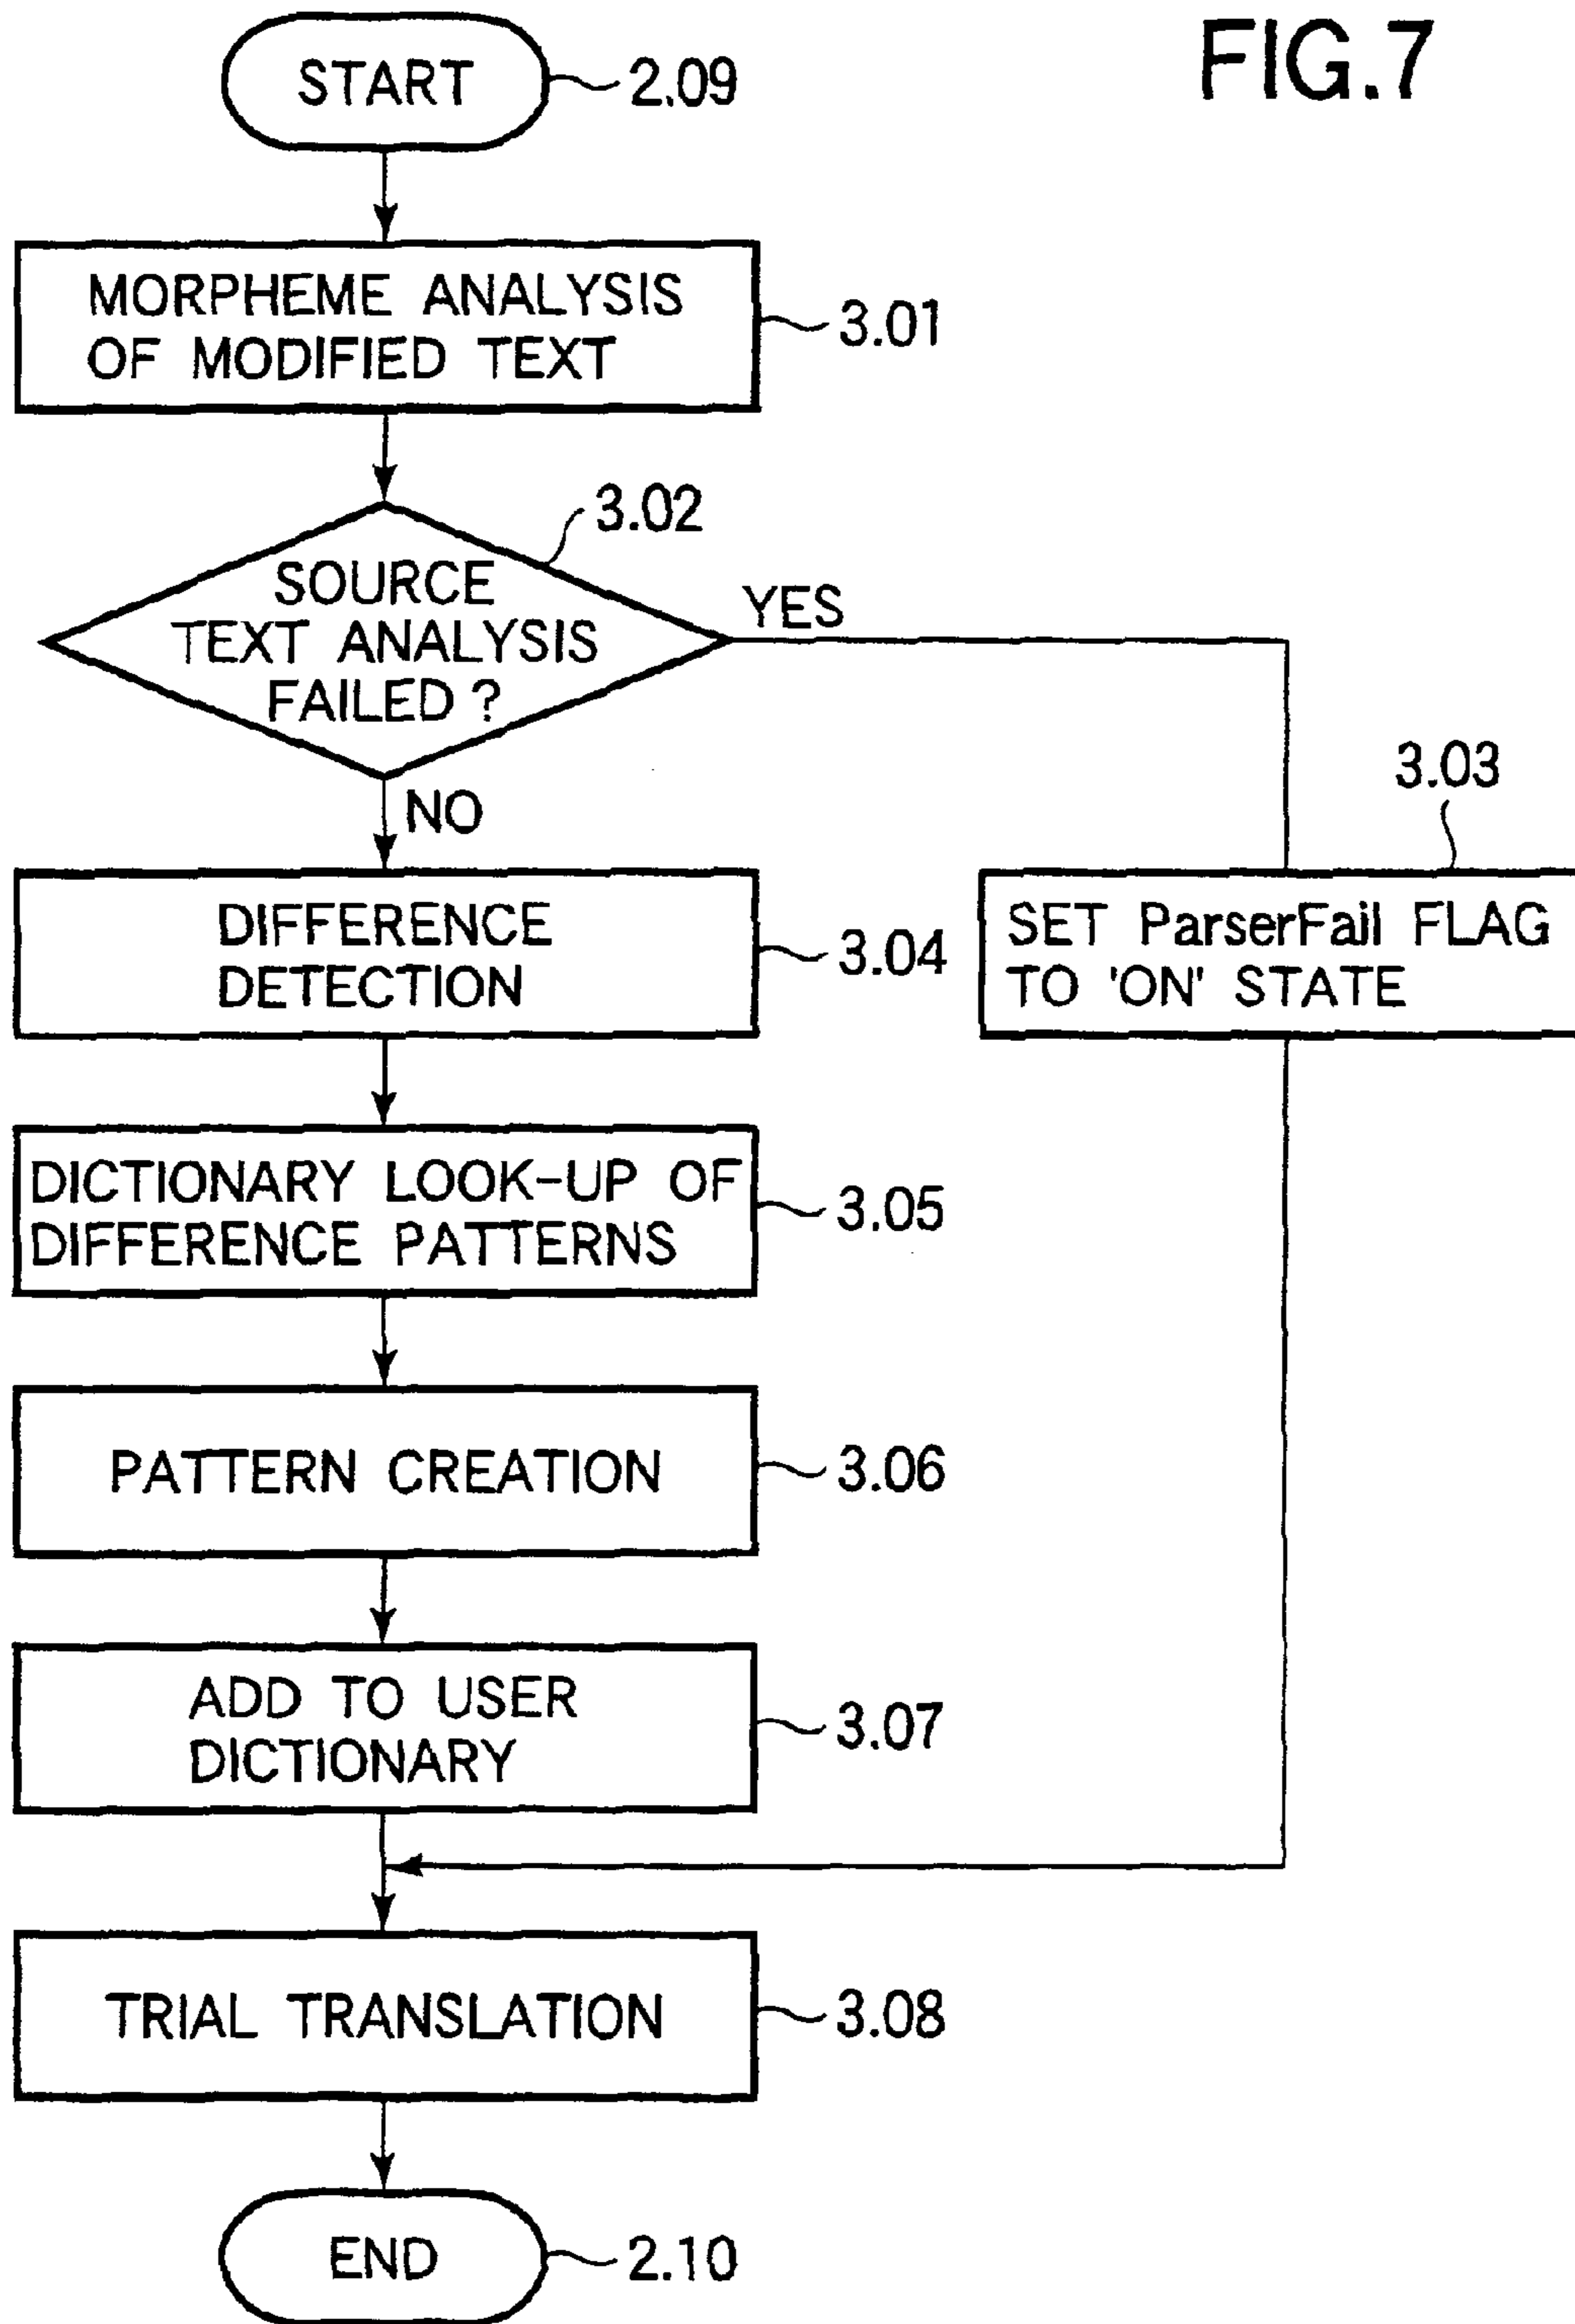 FIG.7
START
2.09
MORPHEME ANALYSIS
OF MODIFIED TEXT
3.01
3.02
SOURCE
TEXT ANALYSIS
FAILED ?
YES
NO
3.03
SET ParserFail FLAG
TO 'ON' STATE
DIFFERENCE
DETECTION
3.04
DICTIONARY LOOK-UP OF
DIFFERENCE PATTERNS
3.05
PATTERN CREATION
3.06
ADD TO USER
DICTIONARY
3.07
TRIAL TRANSLATION
3.08
END
2.10